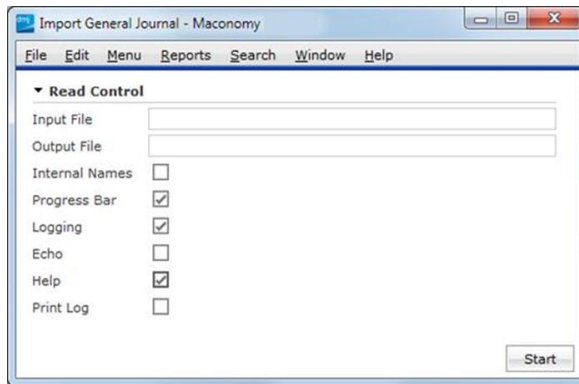 Import General Journal - Maconomy
File Edit Menu Reports Search Window Help
Read Control
Input File
Output File
Internal Names
Progress Bar
Logging
Echo
Help
Print Log
Start